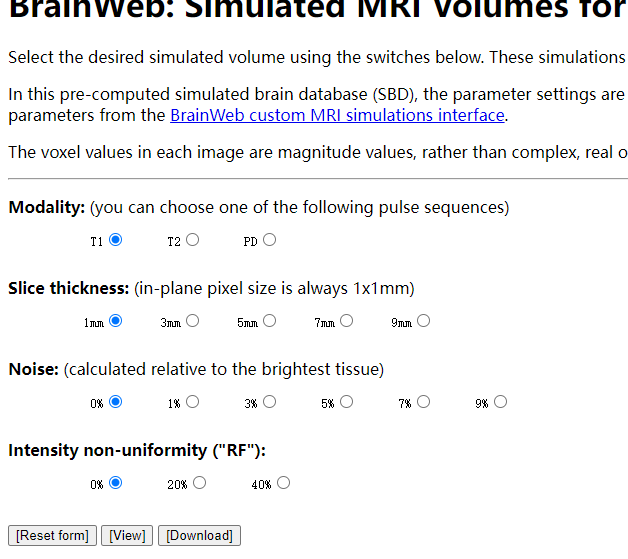 BrainWeb: Simulated MRI Volumes for
Select the desired simulated volume using the switches below. These simulations
In this pre-computed simulated brain database (SBD), the parameter settings are
parameters from the BrainWeb custom MRI simulations interface.
The voxel values in each image are magnitude values, rather than complex, real o
Modality: (you can choose one of the following pulse sequences)
T1 T2 PD
Slice thickness: (in-plane pixel size is always 1x1mm)
1mm 3mm 5mm 7mm 9mm
Noise: (calculated relative to the brightest tissue)
0% 1% 3% 5% 7% 9%
Intensity non-uniformity ("RF"):
0% 20% 40%
[Reset form] [View] [Download]